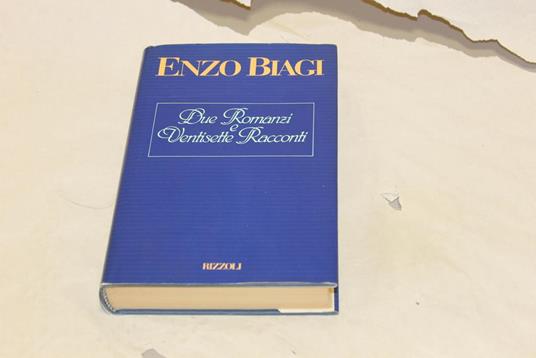 ENZO BIAGI
Due Romanzi
e
Ventisette Racconti
RIZZOLI